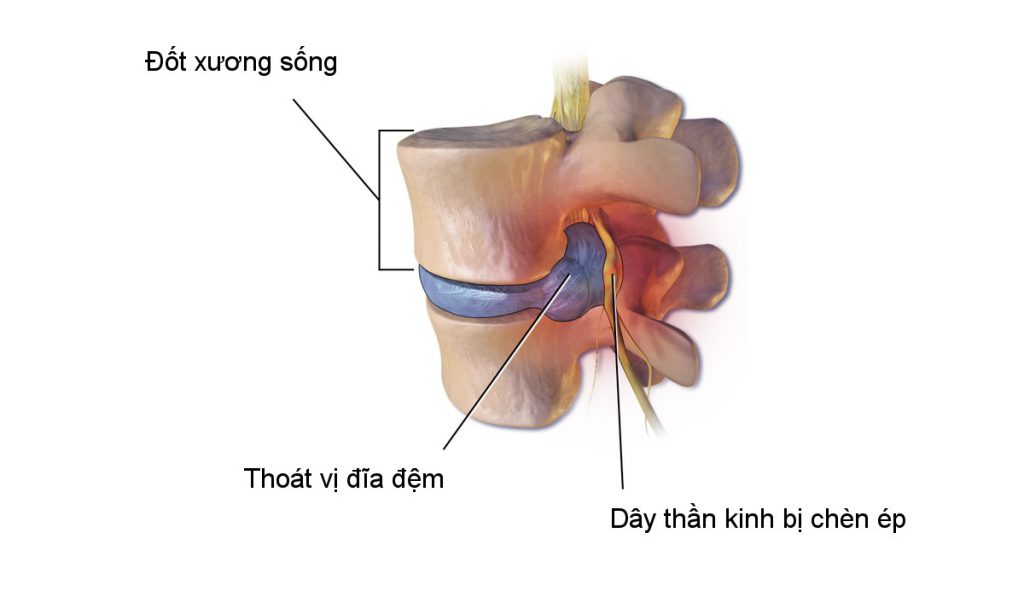 Đốt xương sống
Thoát vị đĩa đệm
Dây thần kinh bị chèn ép